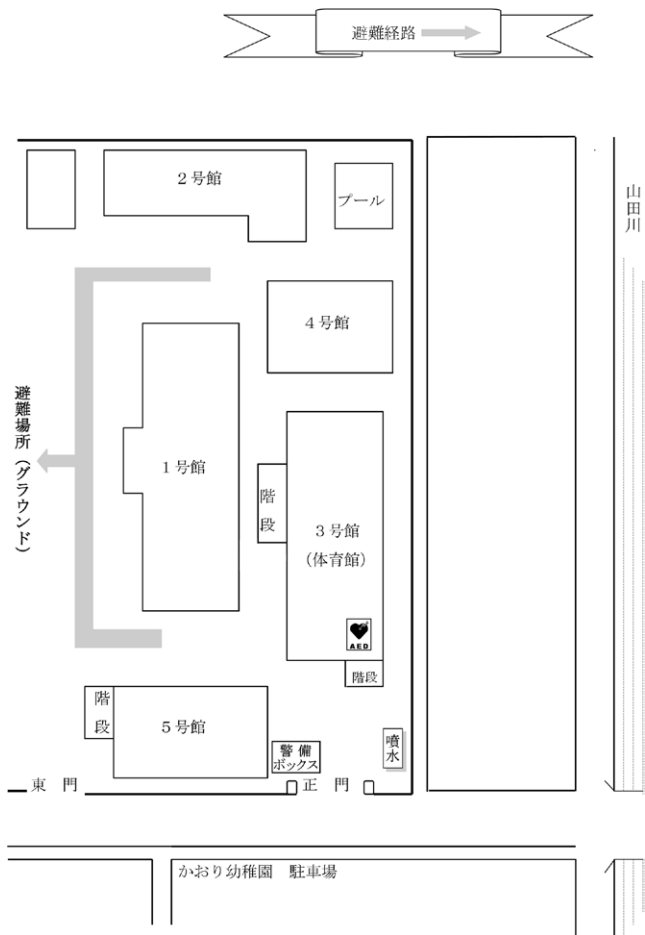 避難経路
山田川
2号館
プール
4号館
避難場所(グラウンド)
1号館
階段
3号館
(体育館)
AED
階段
階段
5号館
警備
ボックス
噴水
東 門
正 門
かおり幼稚園 駐車場